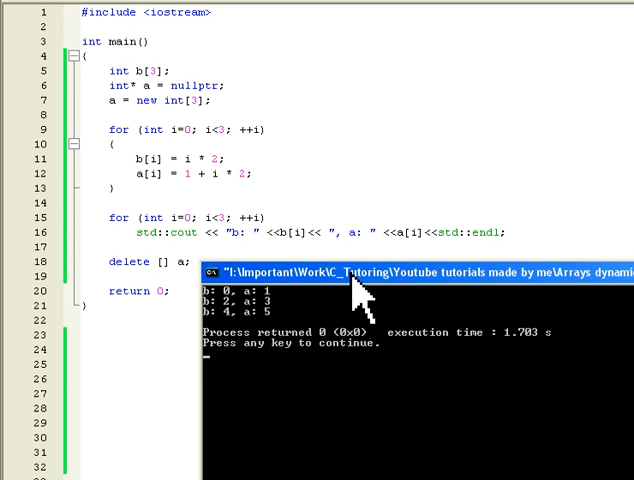 1 #include <iostream>
2
3 int main()
4 {
5 int b[3];
6 int* a = nullptr;
7 a = new int[3];
8
9 for (int i=0; i<3; ++i)
10 {
11 b[i] = i * 2;
12 a[i] = 1 + i * 2;
13 }
14
15 for (int i=0; i<3; ++i)
16 std::cout << "b: " <<b[i]<< ", a: " <<a[i]<<std::endl;
17
18 delete [] a;
19
20 return 0;
21 }
22
23
24
25
26
27
28
29
30
31
32
"I:\Important\Work\C_Tutoring\Youtube tutorials made by me\Arrays dynamic
b: 0, a: 1
b: 2, a: 3
b: 4, a: 5
Process returned 0 (0x0) execution time : 1.703 s
Press any key to continue.